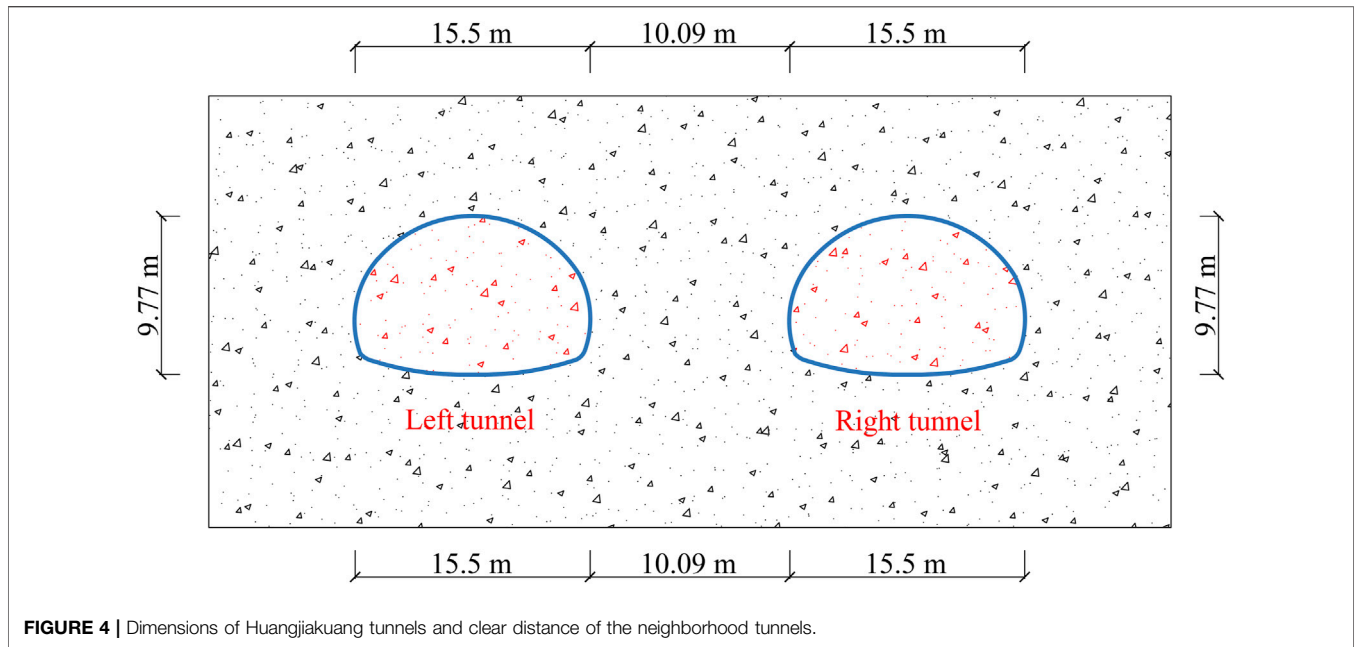 15.5 m 10.09 m 15.5 m
9.77 m
9.77 m
Left tunnel Right tunnel
15.5 m 10.09 m 15.5 m
FIGURE 4 | Dimensions of Huangjiakuang tunnels and clear distance of the neighborhood tunnels.